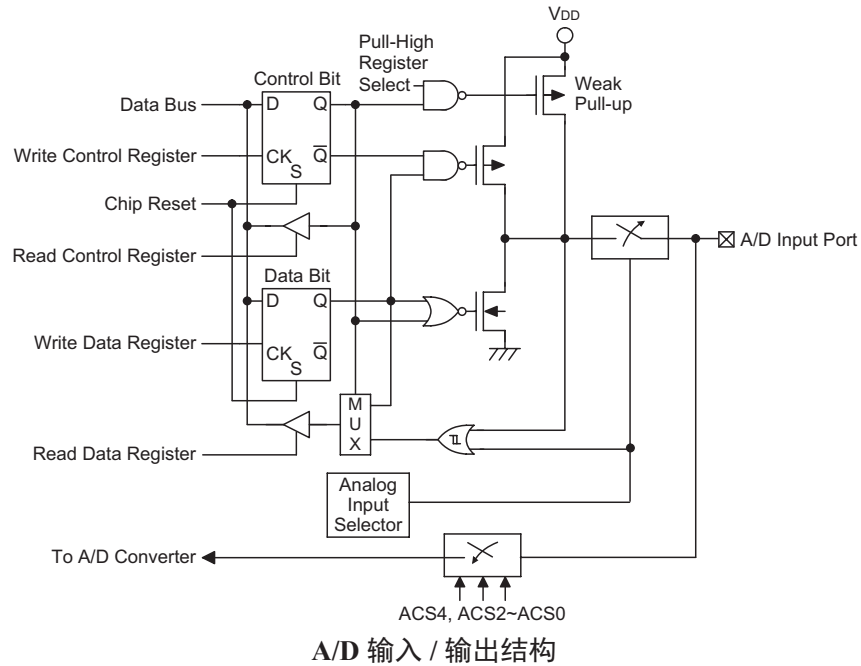 VDD
Pull-High
Register
Select
Control Bit
Weak
Pull-up
Data Bus
D
Q
Write Control Register
CK
Q̅
S
Chip Reset
Read Control Register
A/D Input Port
Data Bit
D
Q
Write Data Register
CK
Q̅
S
M
U
X
Read Data Register
Analog
Input
Selector
To A/D Converter
ACS4, ACS2~ACS0
A/D 输入 / 输出结构